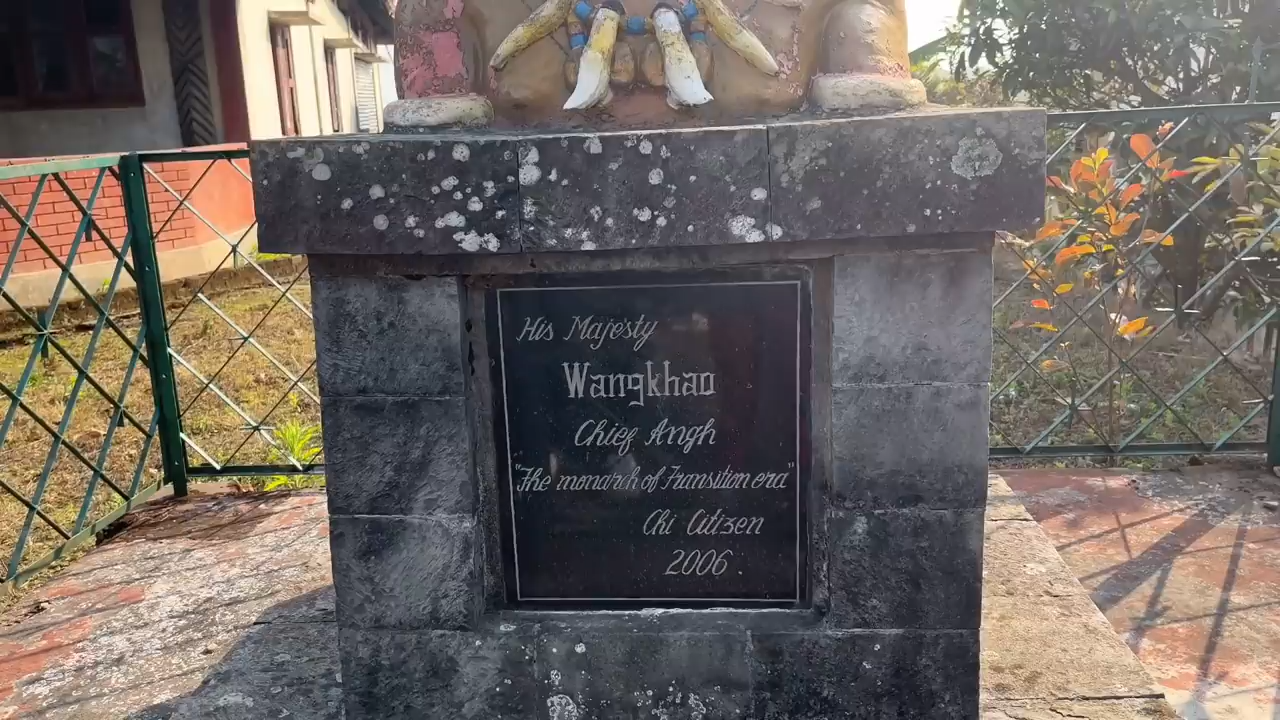 His Majesty
Wangkhao
Chief Angh
"The monarch of Transition era"
Chi Citizen
2006.